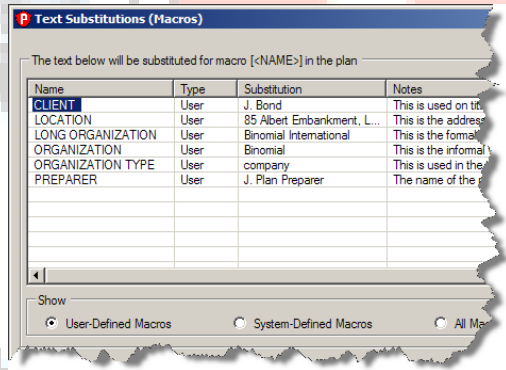 Text Substitutions (Macros)
The text below will be substituted for macro [<NAME>] in the plan
Name Type Substitution Notes
CLIENT User J. Bond This is used on
LOCATION User 85 Albert Embankment, L... This is the address
LONG ORGANIZATION User Binomial International This is the formal
ORGANIZATION User Binomial This is the informal
ORGANIZATION TYPE User company This is used in the
PREPARER User J. Plan Preparer The name of the
Show
User-Defined Macros System-Defined Macros All